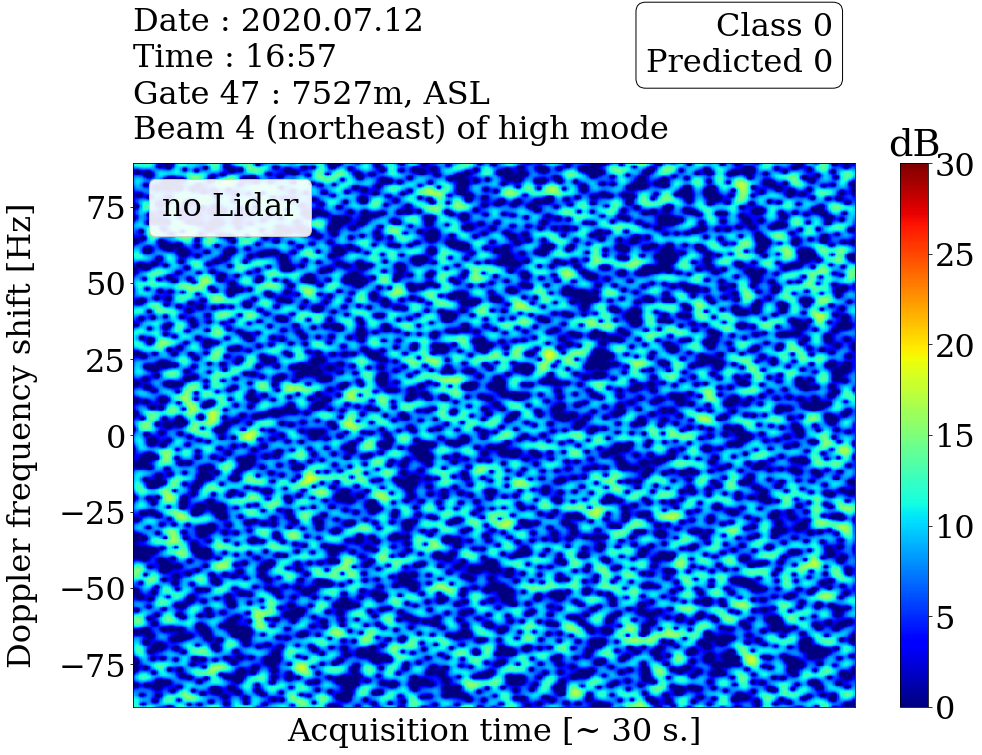 Date : 2020.07.12
Time : 16:57
Gate 47 : 7527m, ASL
Beam 4 (northeast) of high mode
Class 0
Predicted 0
dB
no Lidar
Doppler frequency shift [Hz]
75
50
25
0
−25
−50
−75
Acquisition time [~ 30 s.]
30
25
20
15
10
5
0